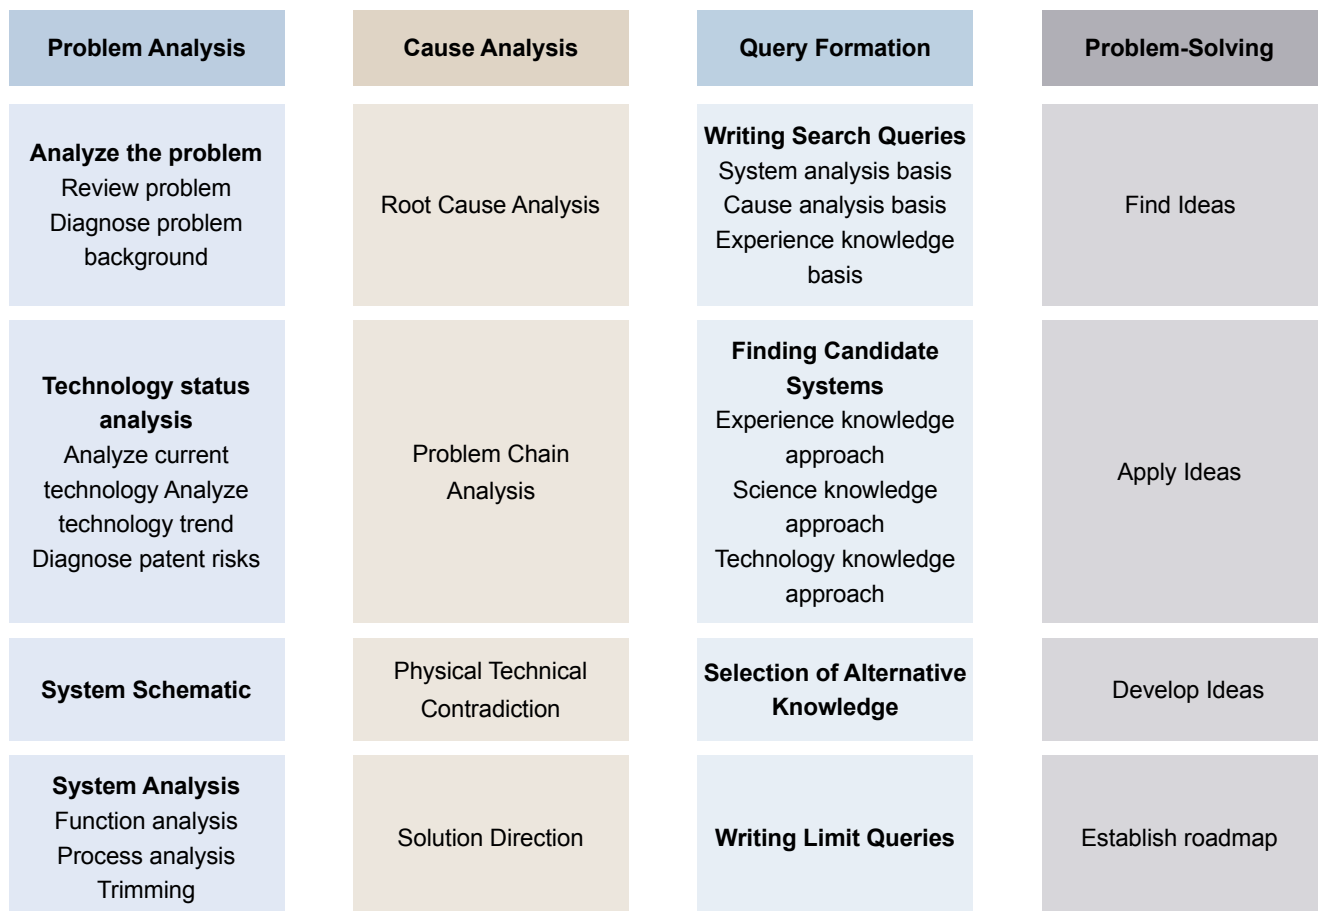 Problem Analysis
Cause Analysis
Query Formation
Problem-Solving
Analyze the problem
Review problem
Diagnose problem
background
Root Cause Analysis
Writing Search Queries
System analysis basis
Cause analysis basis
Experience knowledge
basis
Find Ideas
Technology status
analysis
Analyze current
technology Analyze
technology trend
Diagnose patent risks
Problem Chain
Analysis
Finding Candidate
Systems
Experience knowledge
approach
Science knowledge
approach
Technology knowledge
approach
Apply Ideas
System Schematic
Physical Technical
Contradiction
Selection of Alternative
Knowledge
Develop Ideas
System Analysis
Function analysis
Process analysis
Trimming
Solution Direction
Writing Limit Queries
Establish roadmap